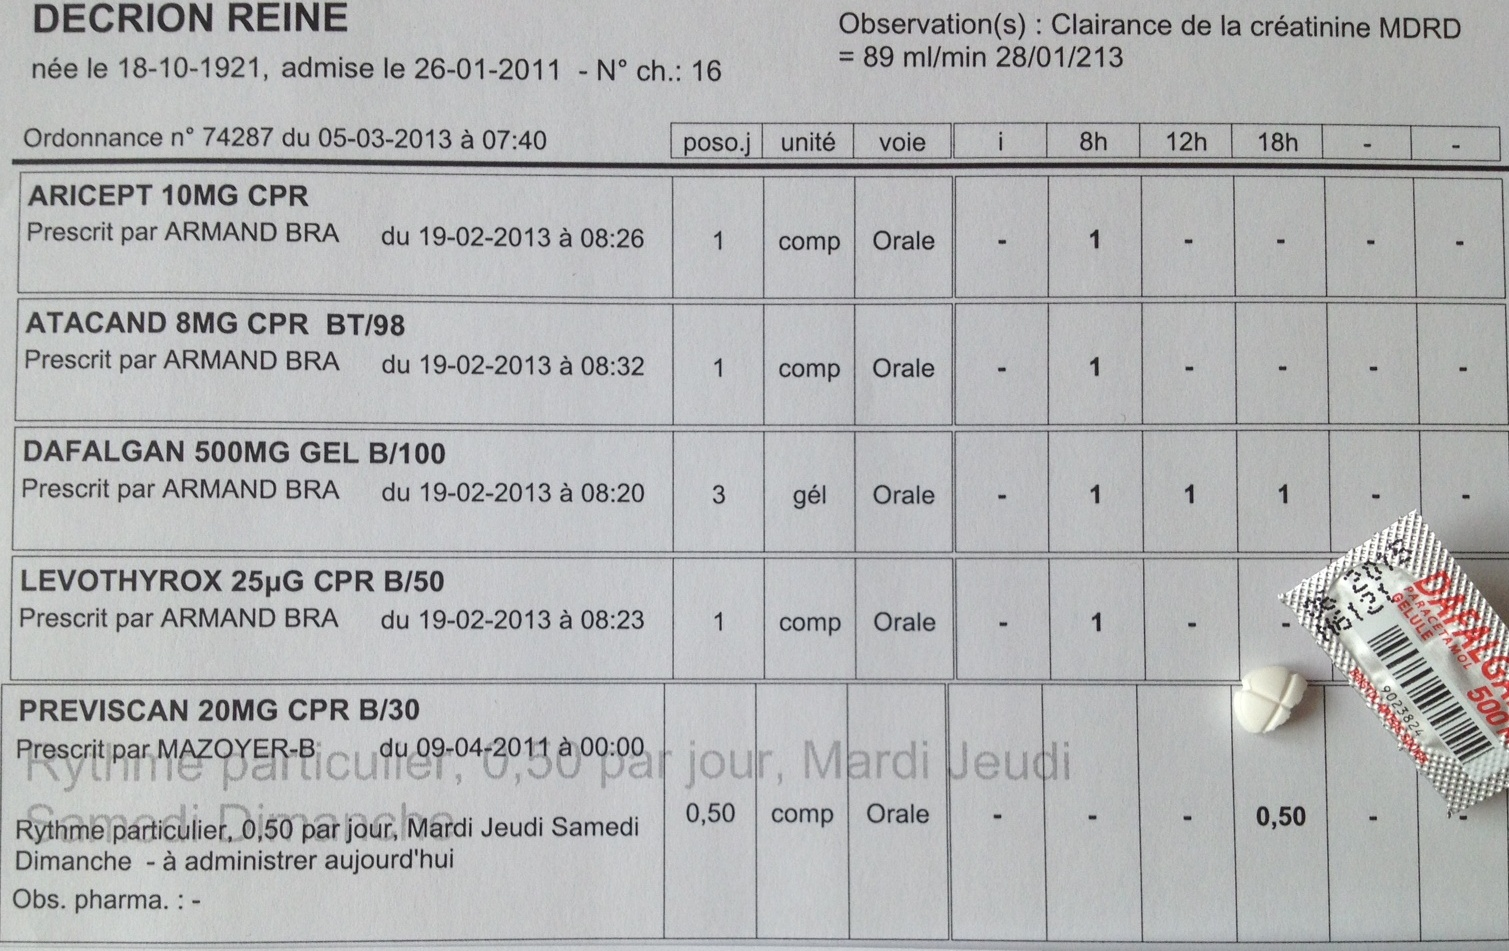 DECRION REINE
née le 18-10-1921, admise le 26-01-2011 - N° ch.: 16
Observation(s) : Clairance de la créatinine MDRD
= 89 ml/min 28/01/213
Ordonnance n° 74287 du 05-03-2013 à 07:40 poso.j unité voie i 8h 12h 18h - -
ARICEPT 10MG CPR
Prescrit par ARMAND BRA du 19-02-2013 à 08:26 1 comp Orale - 1 - - - -
ATACAND 8MG CPR BT/98
Prescrit par ARMAND BRA du 19-02-2013 à 08:32 1 comp Orale - 1 - - - -
DAFALGAN 500MG GEL B/100
Prescrit par ARMAND BRA du 19-02-2013 à 08:20 3 gél Orale - 1 1 1 - -
LEVOTHYROX 25µG CPR B/50
Prescrit par ARMAND BRA du 19-02-2013 à 08:23 1 comp Orale - 1 - -
PREVISCAN 20MG CPR B/30
Prescrit par MAZOYER-B du 09-04-2011 à 00:00
Rythme particulier, 0,50 par jour, Mardi Jeudi
Samedi Dimanche
0,50 comp Orale - - - 0,50 - -
Rythme particulier, 0,50 par jour, Mardi Jeudi Samedi
Dimanche - à administrer aujourd'hui
Obs. pharma. : -
DAFALGA
PARACETAMOL
GELULE
500
9023824